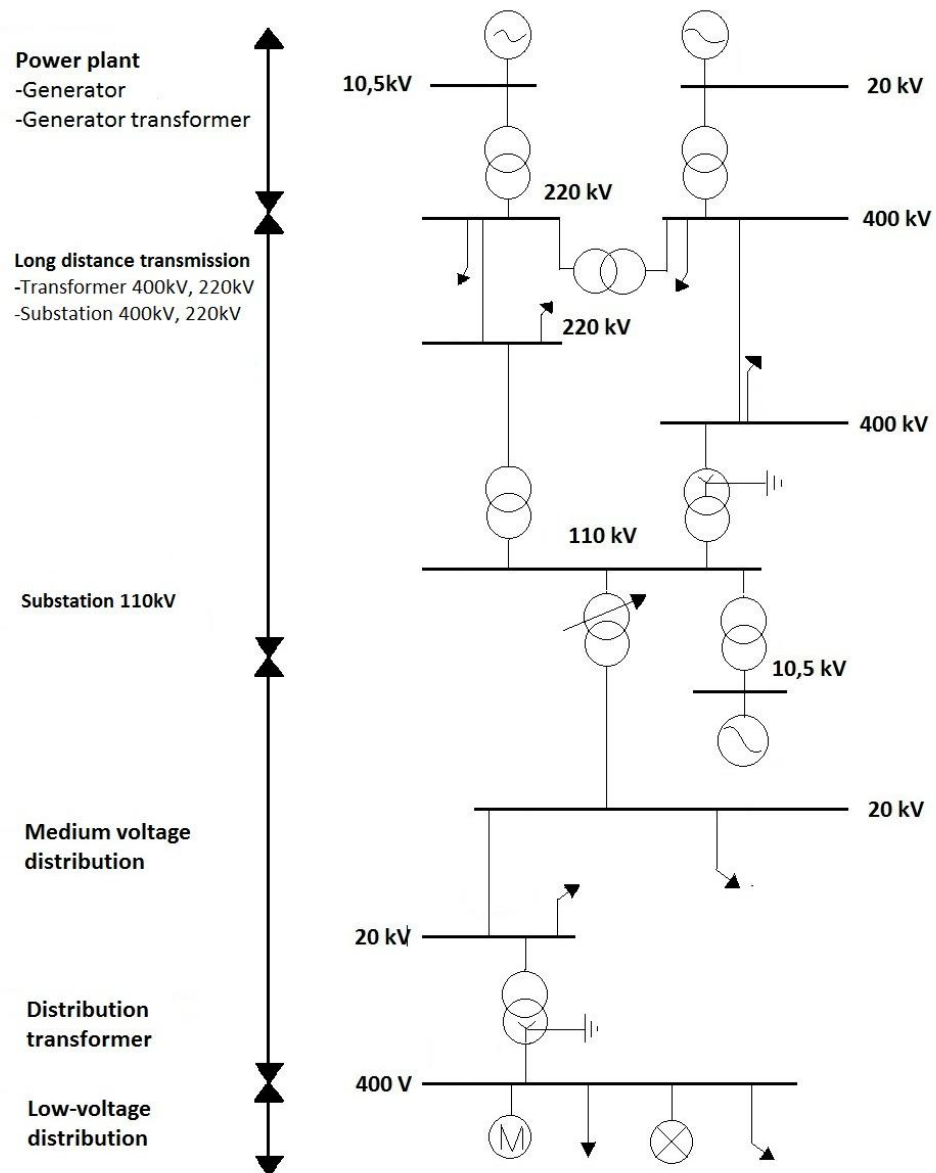 Power plant
-Generator
-Generator transformer
10,5kV
20 kV
220 kV
400 kV
Long distance transmission
-Transformer 400kV, 220kV
-Substation 400kV, 220kV
220 kV
400 kV
110 kV
Substation 110kV
10,5 kV
20 kV
Medium voltage
distribution
20 kV
Distribution
transformer
400 V
Low-voltage
distribution
M